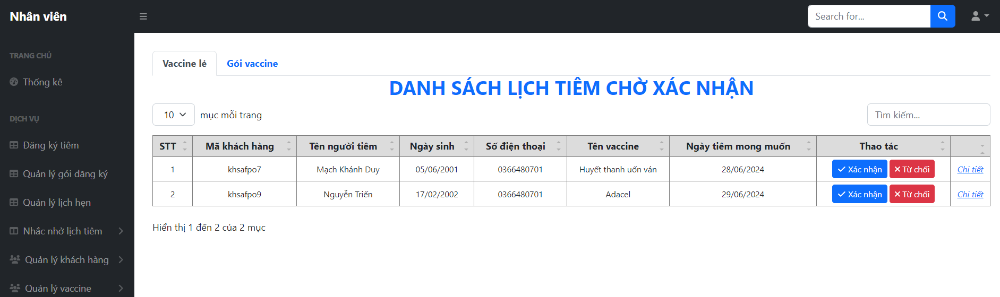 Nhân viên
Search for...
TRANG CHỦ
Thống kê
DỊCH VỤ
Đăng ký tiêm
Quản lý gói đăng ký
Quản lý lịch hẹn
Nhắc nhở lịch tiêm
Quản lý khách hàng
Quản lý vaccine
Vaccine lẻ Gói vaccine
DANH SÁCH LỊCH TIÊM CHỜ XÁC NHẬN
10 mục mỗi trang
Tìm kiếm...
STT Mã khách hàng Tên người tiêm Ngày sinh Số điện thoại Tên vaccine Ngày tiêm mong muốn Thao tác
1 khsafpo7 Mạch Khánh Duy 05/06/2001 0366480701 Huyết thanh uốn ván 28/06/2024 Xác nhận Từ chối Chi tiết
2 khsafpo9 Nguyễn Triến 17/02/2002 0366480701 Adacel 29/06/2024 Xác nhận Từ chối Chi tiết
Hiển thị 1 đến 2 của 2 mục